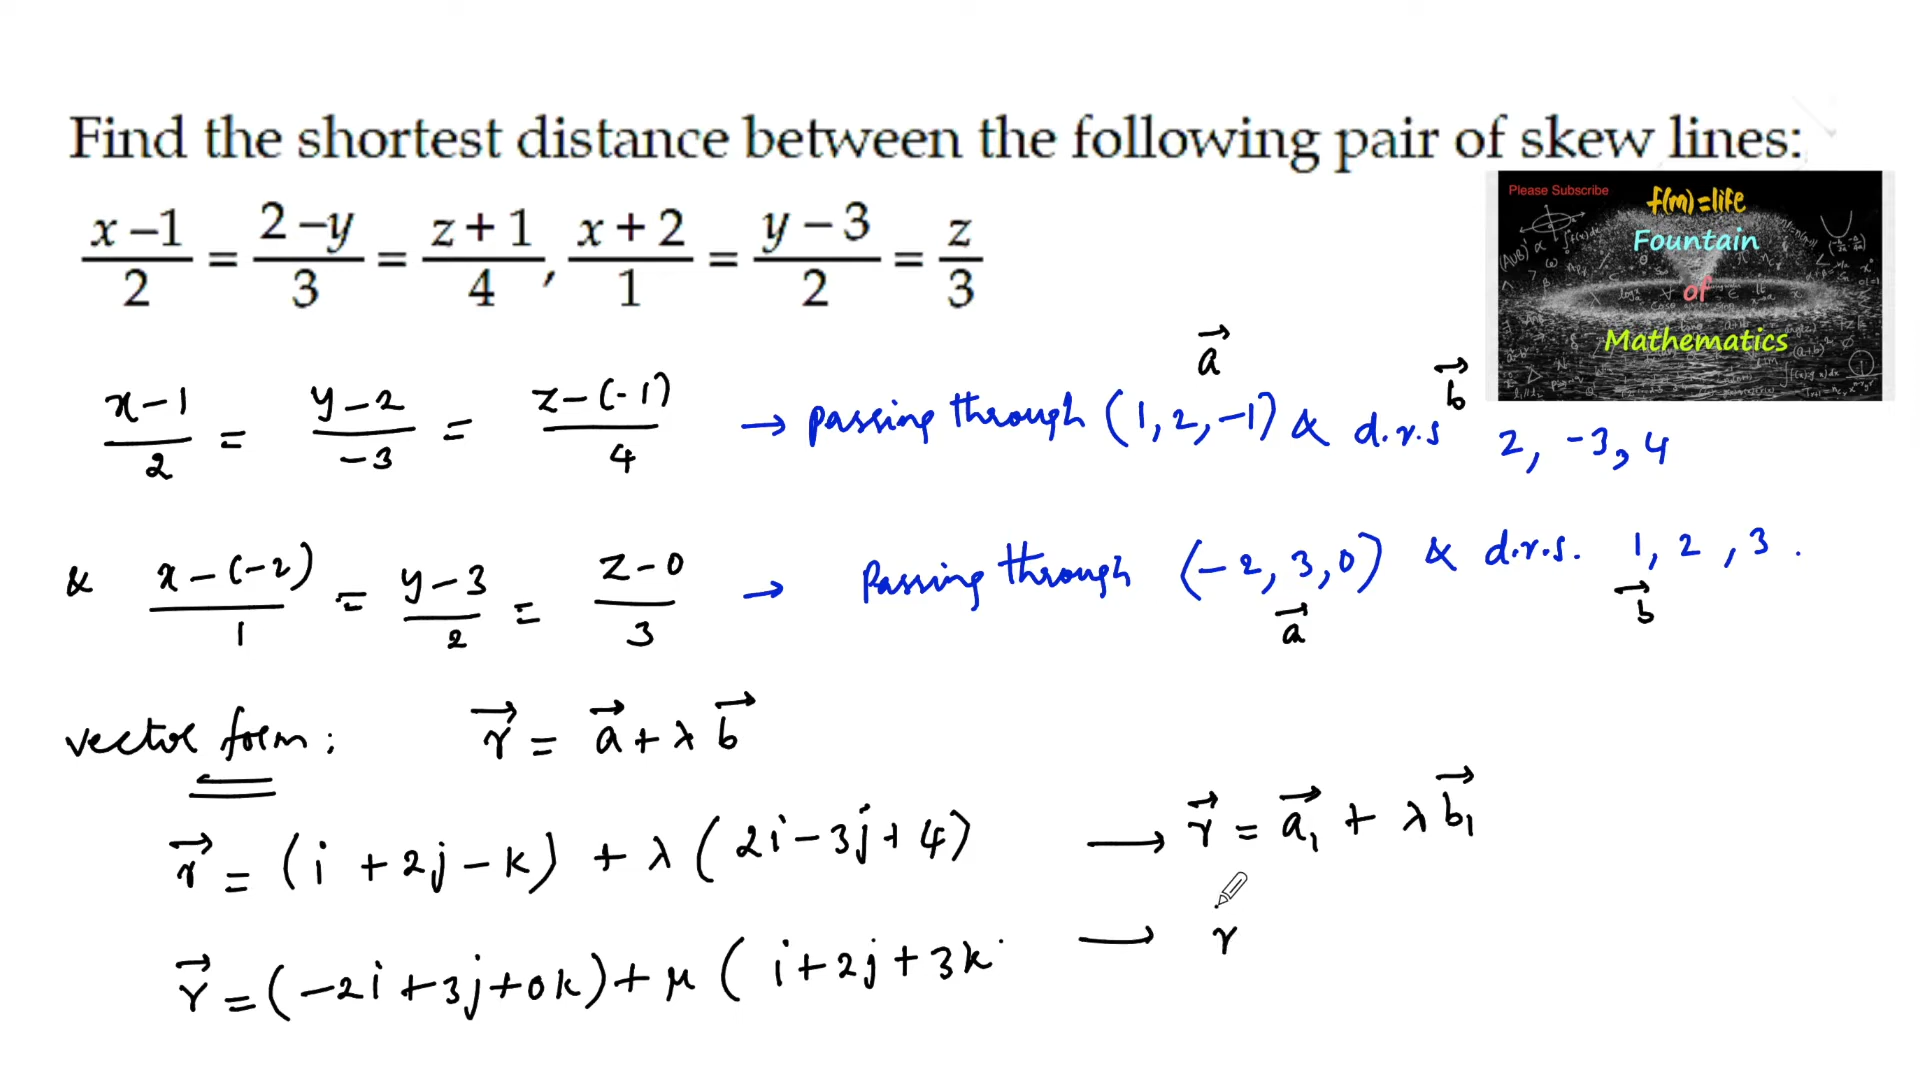 Find the shortest distance between the following pair of skew lines:
(x−1)/2 = (2−y)/3 = (z+1)/4, (x+2)/1 = (y−3)/2 = z/3
Please Subscribe
f(m)=life
Fountain
of
Mathematics
(x−1)/2 = (y−2)/−3 = (z−(−1))/4 → passing through (1, 2, −1) & d.r.s 2, −3, 4
a⃗ b⃗
& (x−(−2))/1 = (y−3)/2 = (z−0)/3 → Passing through (−2, 3, 0) & d.r.s. 1, 2, 3.
a⃗ b⃗
vector form: r⃗ = a⃗ + λ b⃗
r⃗ = (i + 2j − k) + λ (2i − 3j + 4) → r⃗ = a⃗₁ + λ b⃗₁
r⃗ = (−2i + 3j + 0k) + μ ( i + 2j + 3k → r